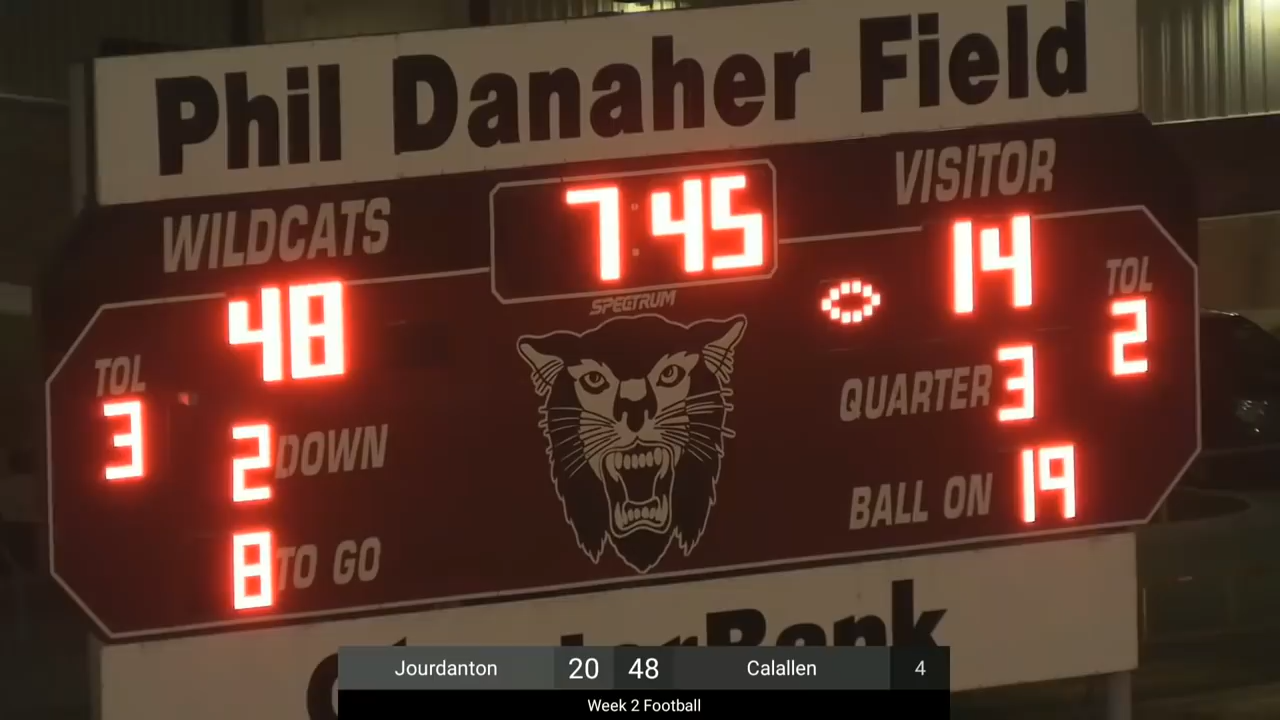 Phil Danaher Field
WILDCATS 7:45 VISITOR
48 14
SPECTRUM
TOL 3 TOL 2
2 DOWN QUARTER 3
8 TO GO BALL ON 19
Bank
Jourdanton 20 48 Calallen 4
Week 2 Football